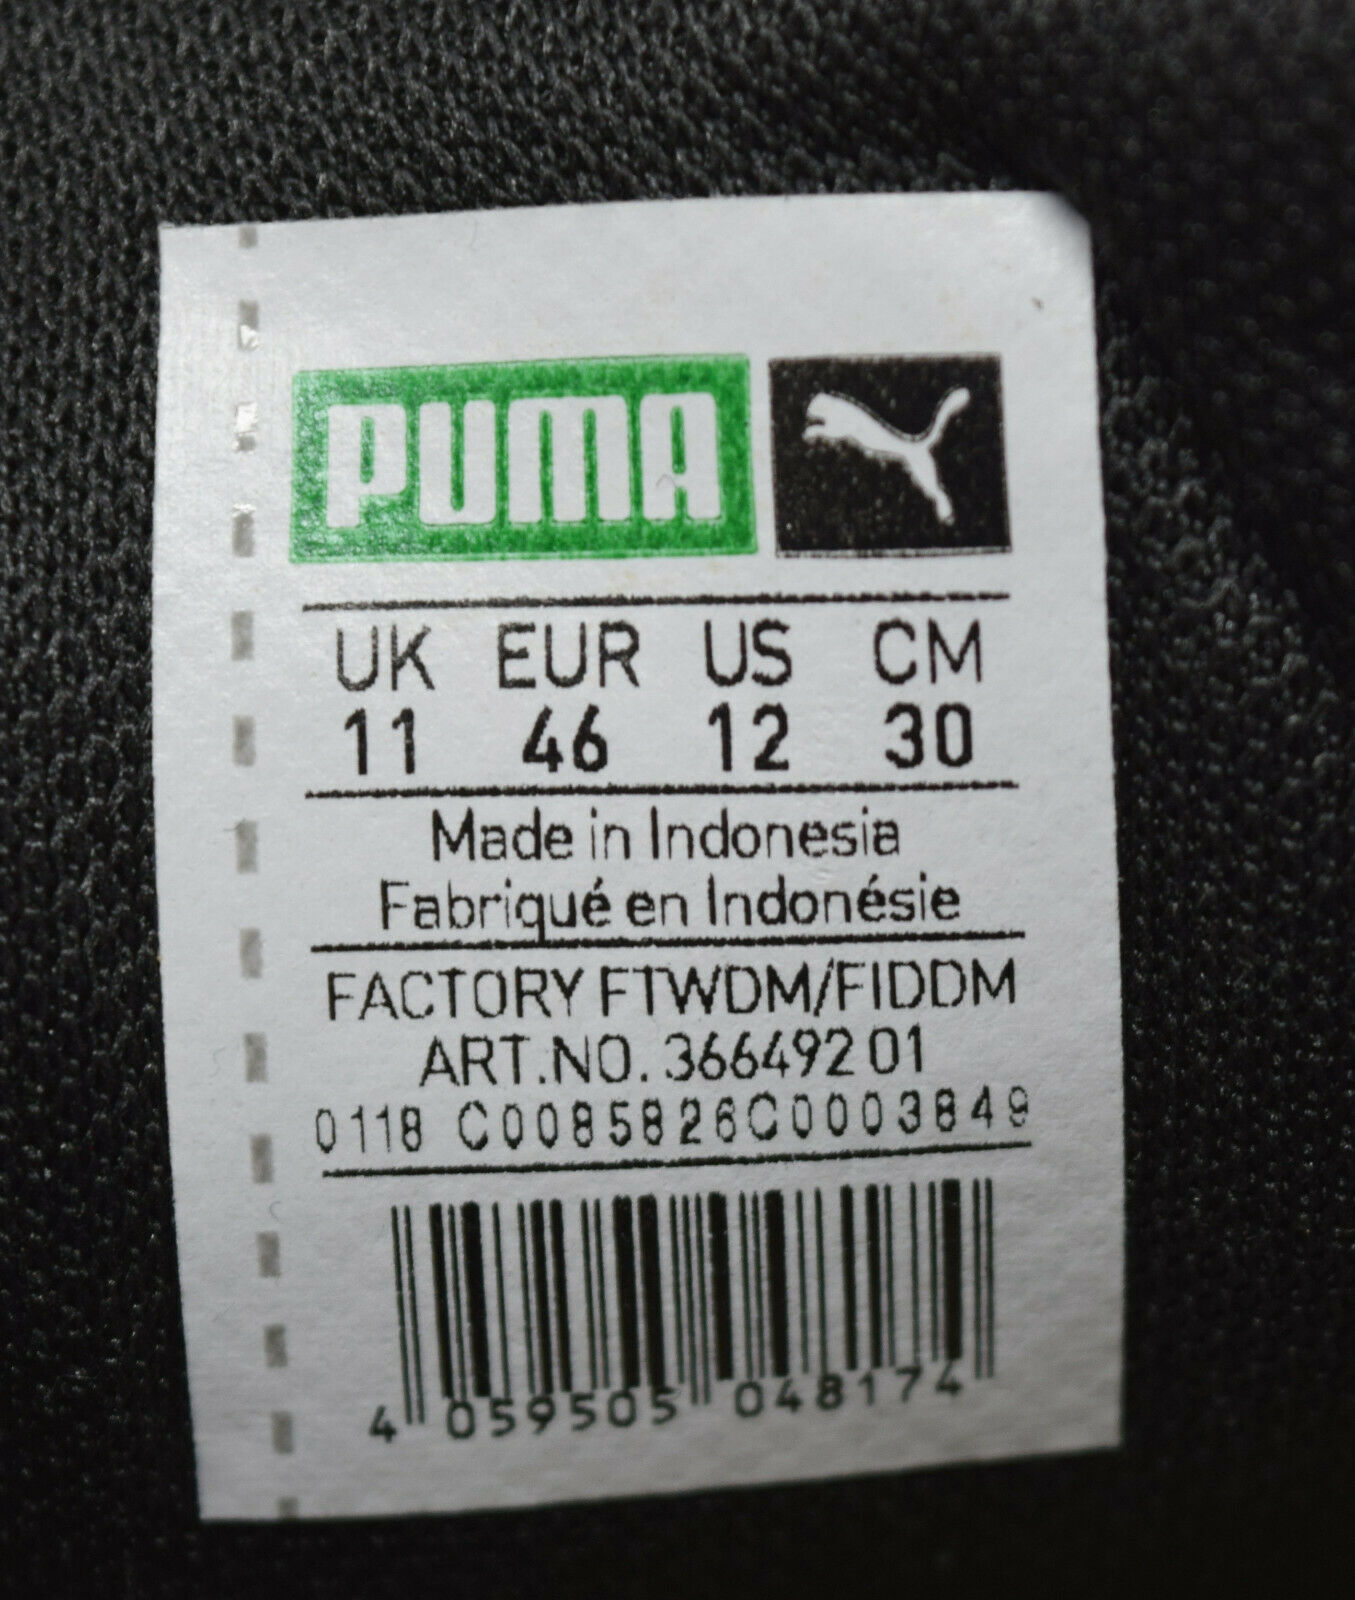 PUMA
UK EUR US CM
11 46 12 30
Made in Indonesia
Fabriqué en Indonésie
FACTORY FTWDM/FIDDM
ART.NO. 366492 01
0118 C0085826C0003849
4 059505 048174